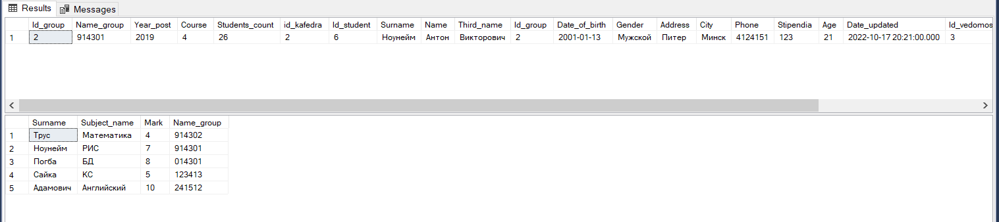 Results Messages
Id_group Name_group Year_post Course Students_count id_kafedra Id_student Surname Name Third_name Id_group Date_of_birth Gender Address City Phone Stipendia Age Date_updated Id_vedomos
1 2 914301 2019 4 26 2 6 Ноунейм Антон Викторович 2 2001-01-13 Мужской Питер Минск 4124151 123 21 2022-10-17 20:21:00.000 3
Surname Subject_name Mark Name_group
1 Трус Математика 4 914302
2 Ноунейм РИС 7 914301
3 Погба БД 8 014301
4 Сайка КС 5 123413
5 Адамович Английский 10 241512